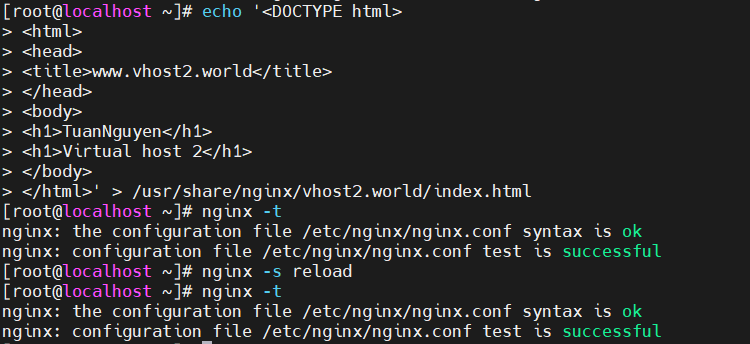 [root@localhost ~]# echo '<DOCTYPE html>
> <html>
> <head>
> <title>www.vhost2.world</title>
> </head>
> <body>
> <h1>TuanNguyen</h1>
> <h1>Virtual host 2</h1>
> </body>
> </html>' > /usr/share/nginx/vhost2.world/index.html
[root@localhost ~]# nginx -t
nginx: the configuration file /etc/nginx/nginx.conf syntax is ok
nginx: configuration file /etc/nginx/nginx.conf test is successful
[root@localhost ~]# nginx -s reload
[root@localhost ~]# nginx -t
nginx: the configuration file /etc/nginx/nginx.conf syntax is ok
nginx: configuration file /etc/nginx/nginx.conf test is successful